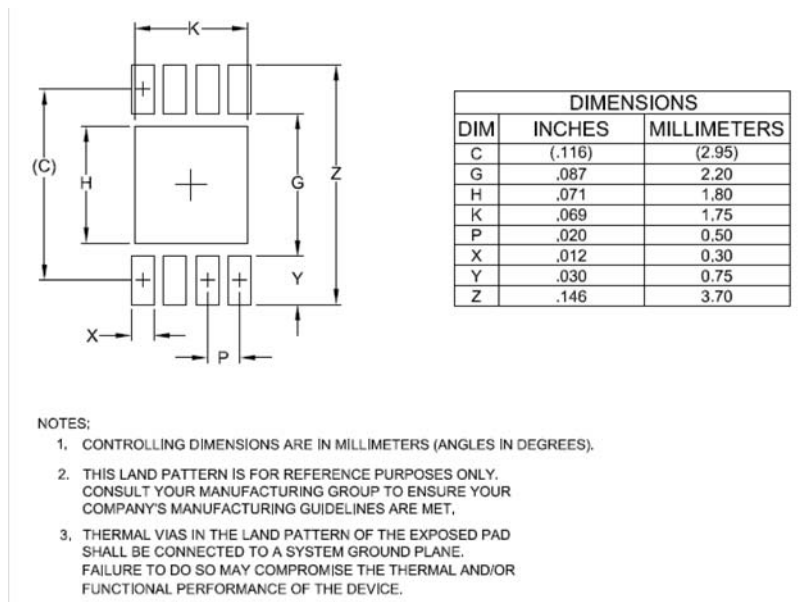 K
(C)
H
G
Z
Y
X
P
DIMENSIONS
DIM INCHES MILLIMETERS
C (.116) (2.95)
G .087 2.20
H .071 1.80
K .069 1.75
P .020 0.50
X .012 0.30
Y .030 0.75
Z .146 3.70
NOTES:
1. CONTROLLING DIMENSIONS ARE IN MILLIMETERS (ANGLES IN DEGREES).
2. THIS LAND PATTERN IS FOR REFERENCE PURPOSES ONLY.
CONSULT YOUR MANUFACTURING GROUP TO ENSURE YOUR
COMPANY'S MANUFACTURING GUIDELINES ARE MET.
3. THERMAL VIAS IN THE LAND PATTERN OF THE EXPOSED PAD
SHALL BE CONNECTED TO A SYSTEM GROUND PLANE.
FAILURE TO DO SO MAY COMPROMISE THE THERMAL AND/OR
FUNCTIONAL PERFORMANCE OF THE DEVICE.